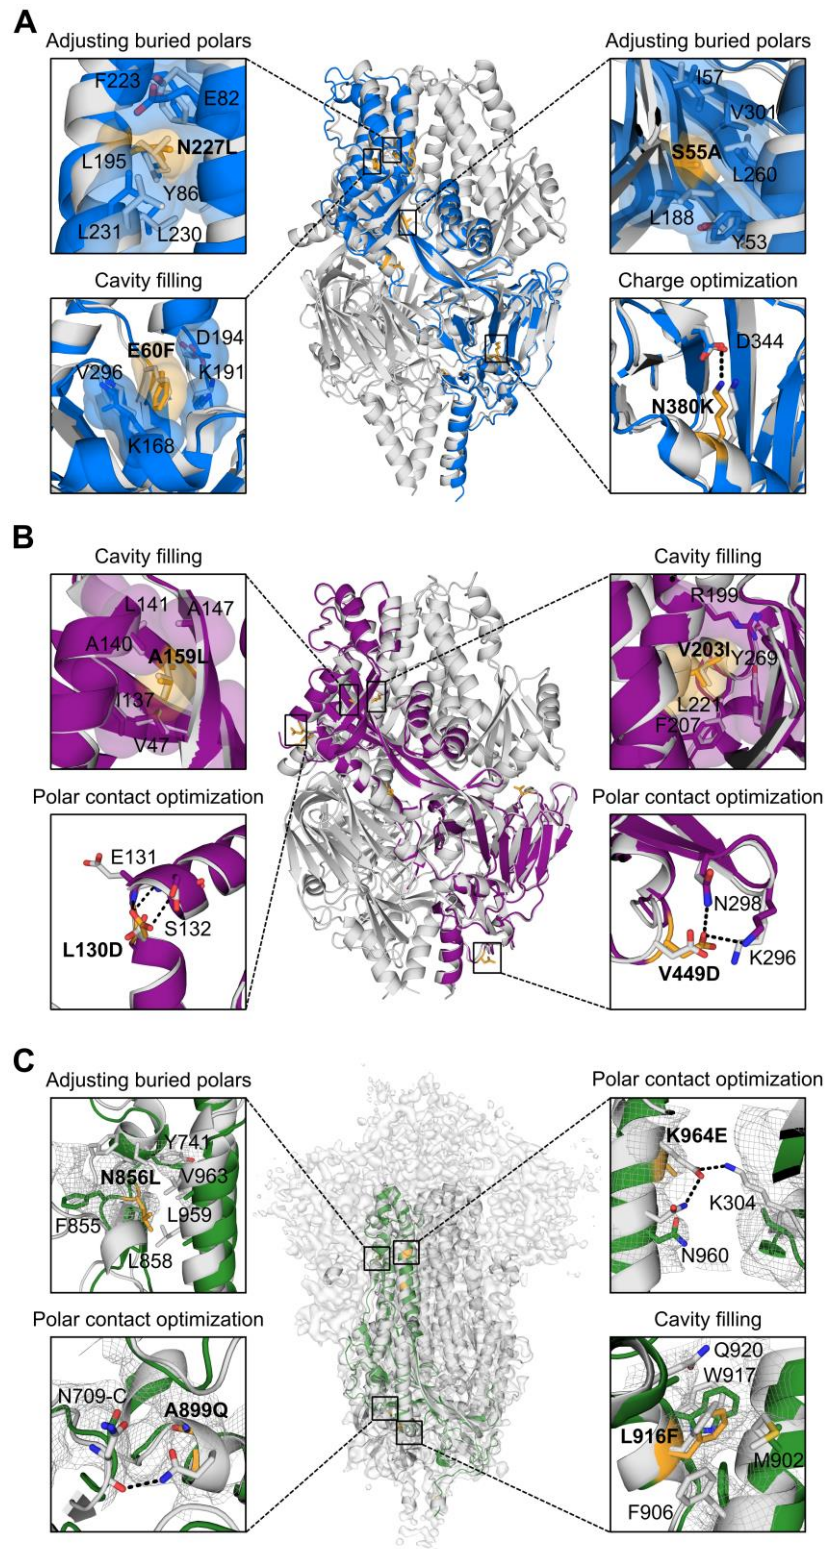 A
Adjusting buried polars
Adjusting buried polars
F223
E82
N227L
L195
Y86
L231
L230
I57
V301
S55A
L260
L188
Y53
Cavity filling
Charge optimization
D194
E60F
V296
K191
K168
D344
N380K
B
Cavity filling
Cavity filling
L141
A147
A140
A159L
I137
V47
R199
V203I
Y269
L221
F207
Polar contact optimization
Polar contact optimization
E131
S132
L130D
N298
K296
V449D
C
Adjusting buried polars
Polar contact optimization
Y741
N856L
V963
F855
L959
L858
K964E
K304
N960
Polar contact optimization
Cavity filling
N709-C
A899Q
Q920
W917
L916F
M902
F906